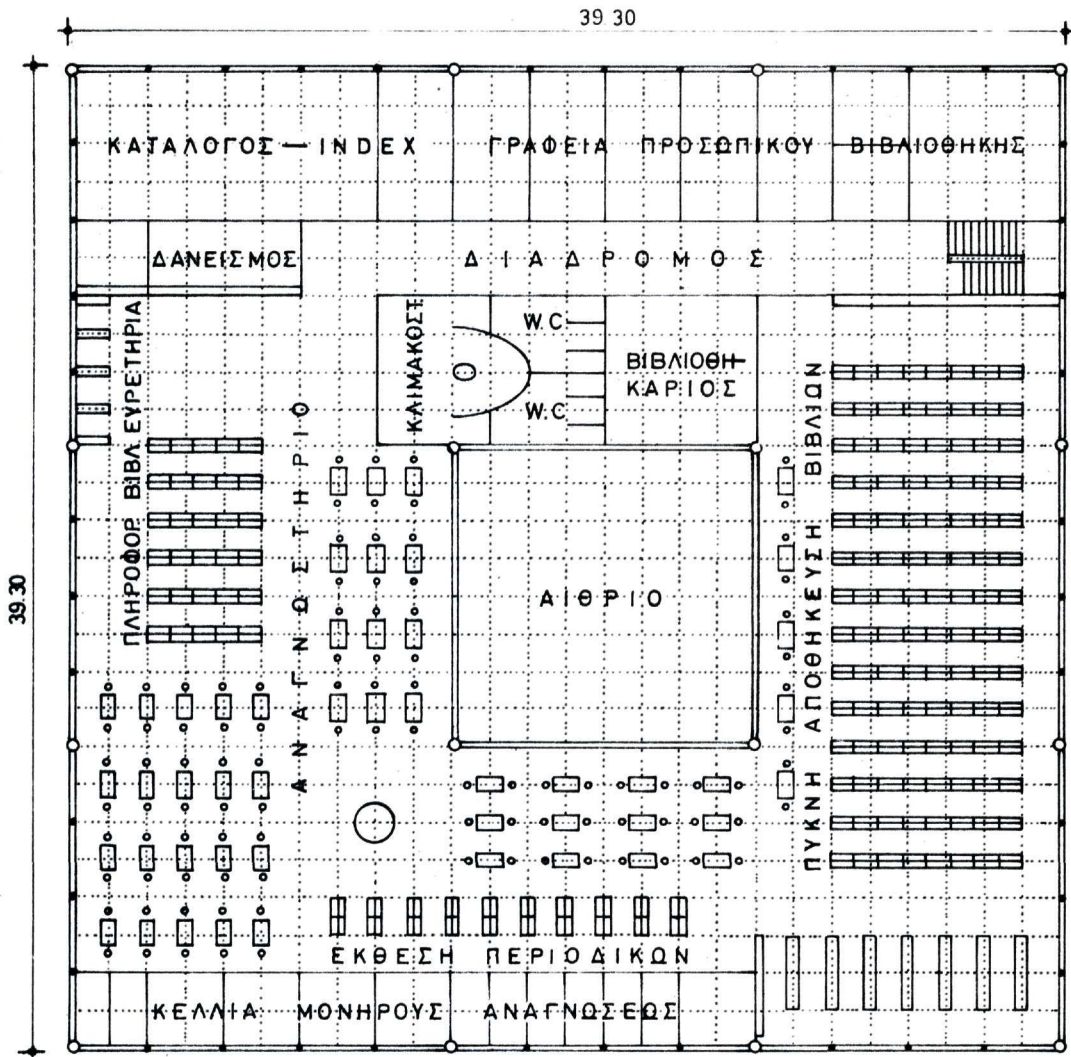 39.30
39.30
ΚΑΤΑΛΟΓΟΣ — INDEX
ΓΡΑΦΕΙΑ ΠΡΟΣΩΠΙΚΟΥ ΒΙΒΛΙΟΘΗΚΗΣ
ΔΑΝΕΙΣΜΟΣ
ΔΙΑΔΡΟΜΟΣ
ΠΛΗΡΟΦΟΡ. ΒΙΒΛ. ΕΥΡΕΤΗΡΙΑ
ΑΝΑΓΝΩΣΤΗΡΙΟ
ΚΛΙΜΑΚΟΣΤ.
W.C
W.C
ΒΙΒΛΙΟΘΗ-
ΚΑΡΙΟΣ
ΑΙΘΡΙΟ
ΠΥΚΝΗ ΑΠΟΘΗΚΕΥΣΗ ΒΙΒΛΙΩΝ
ΕΚΘΕΣΗ ΠΕΡΙΟΔΙΚΩΝ
ΚΕΛΛΙΑ ΜΟΝΗΡΟΥΣ ΑΝΑΓΝΩΣΕΩΣ